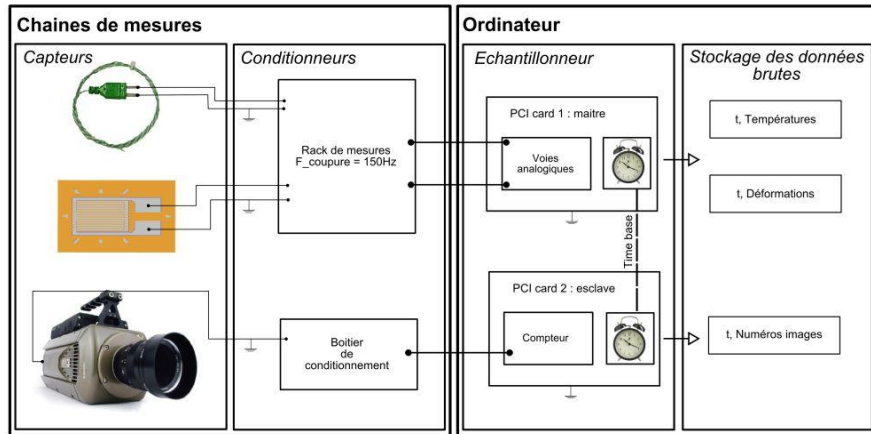 Chaines de mesures
Ordinateur
Capteurs
Conditionneurs
Echantillonneur
Stockage des données
brutes
Rack de mesures
F_coupure = 150Hz
PCI card 1 : maitre
Voies
analogiques
t, Températures
t, Déformations
Time base
Boitier
de
conditionnement
PCI card 2 : esclave
Compteur
t, Numéros images